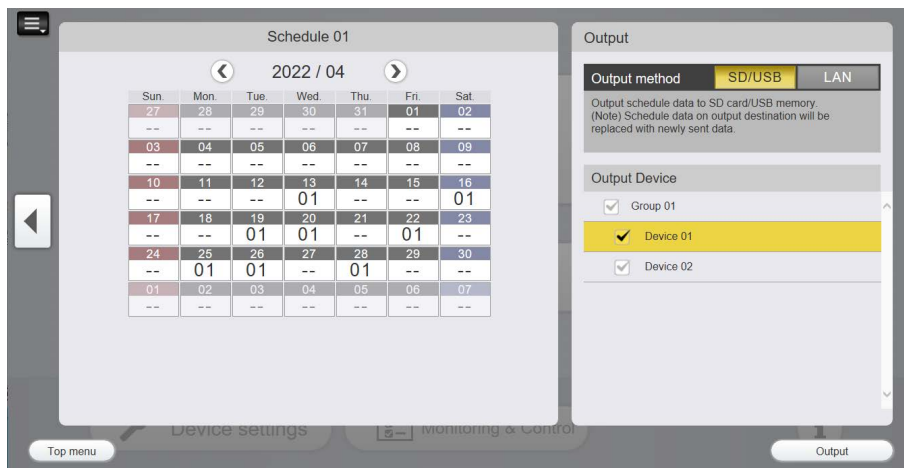 Schedule 01
2022 / 04
Sun. Mon. Tue. Wed. Thu. Fri. Sat.
27 28 29 30 31 01 02
-- -- -- -- -- -- --
03 04 05 06 07 08 09
-- -- -- -- -- -- --
10 11 12 13 14 15 16
-- -- -- 01 -- -- 01
17 18 19 20 21 22 23
-- -- 01 01 -- 01 --
24 25 26 27 28 29 30
-- 01 01 -- 01 -- --
01 02 03 04 05 06 07
-- -- -- -- -- -- --
Output
Output method SD/USB LAN
Output schedule data to SD card/USB memory.
(Note) Schedule data on output destination will be
replaced with newly sent data.
Output Device
Group 01
Device 01
Device 02
Device settings Monitoring & Control
Top menu Output